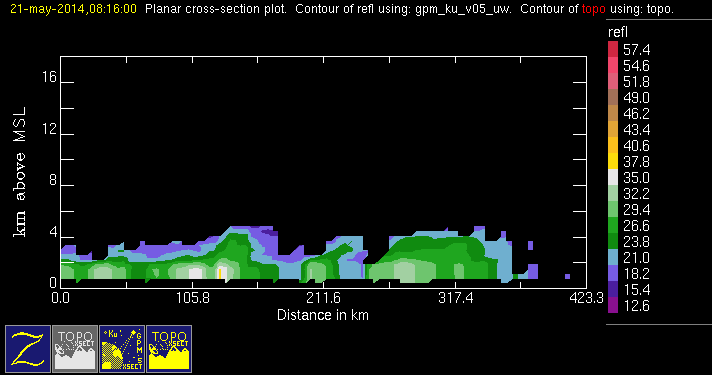 21-may-2014,08:16:00 Planar cross-section plot. Contour of refl using: gpm_ku_v05_uw. Contour of topo using: topo.
refl
57.4
54.6
51.8
49.0
46.2
43.4
40.6
37.8
35.0
32.2
29.4
26.6
23.8
21.0
18.2
15.4
12.6
km above MSL
16
12
8
4
0
0.0 105.8 211.6 317.4 423.3
Distance in km
Z
TOPO
XSECT
"Ku"
GPM
XSECT
TOPO
XSECT